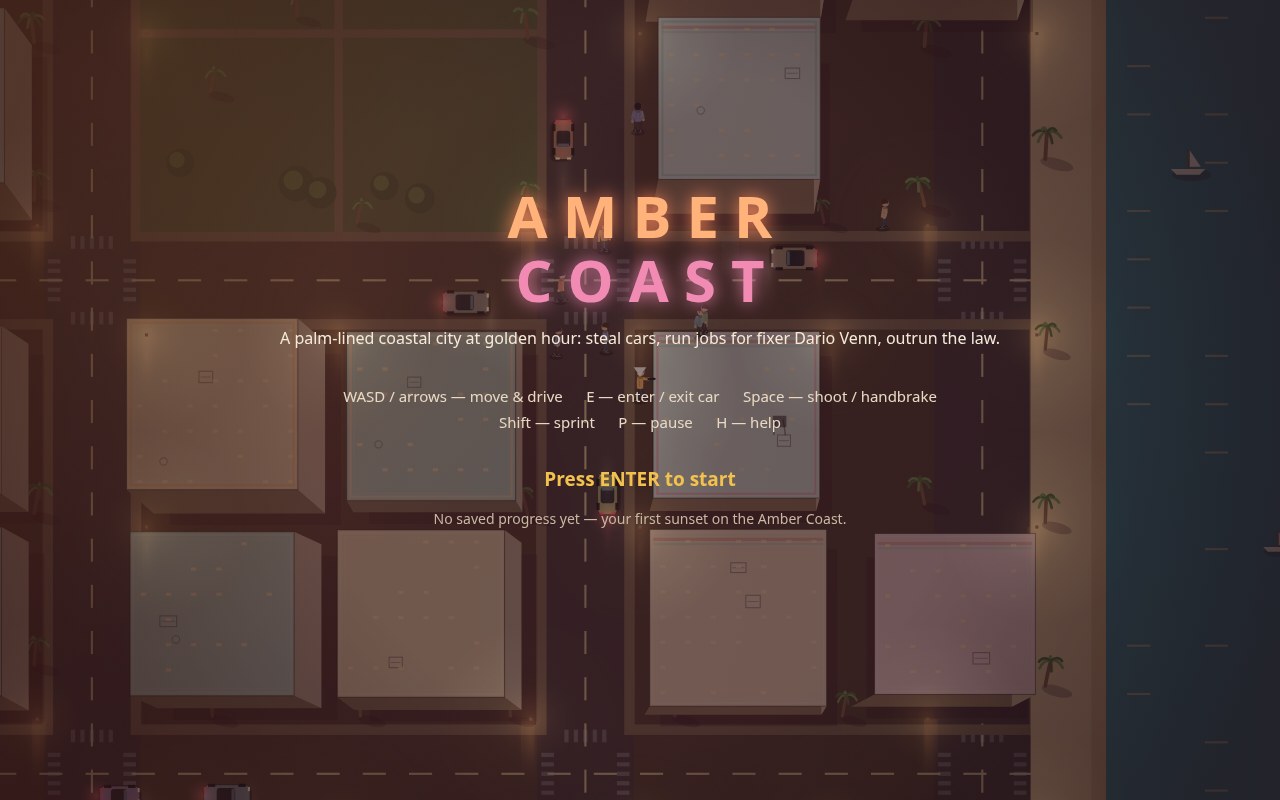 AMBER
COAST
A palm-lined coastal city at golden hour: steal cars, run jobs for fixer Dario Venn, outrun the law.
WASD / arrows — move & drive E — enter / exit car Space — shoot / handbrake
Shift — sprint P — pause H — help
Press ENTER to start
No saved progress yet — your first sunset on the Amber Coast.